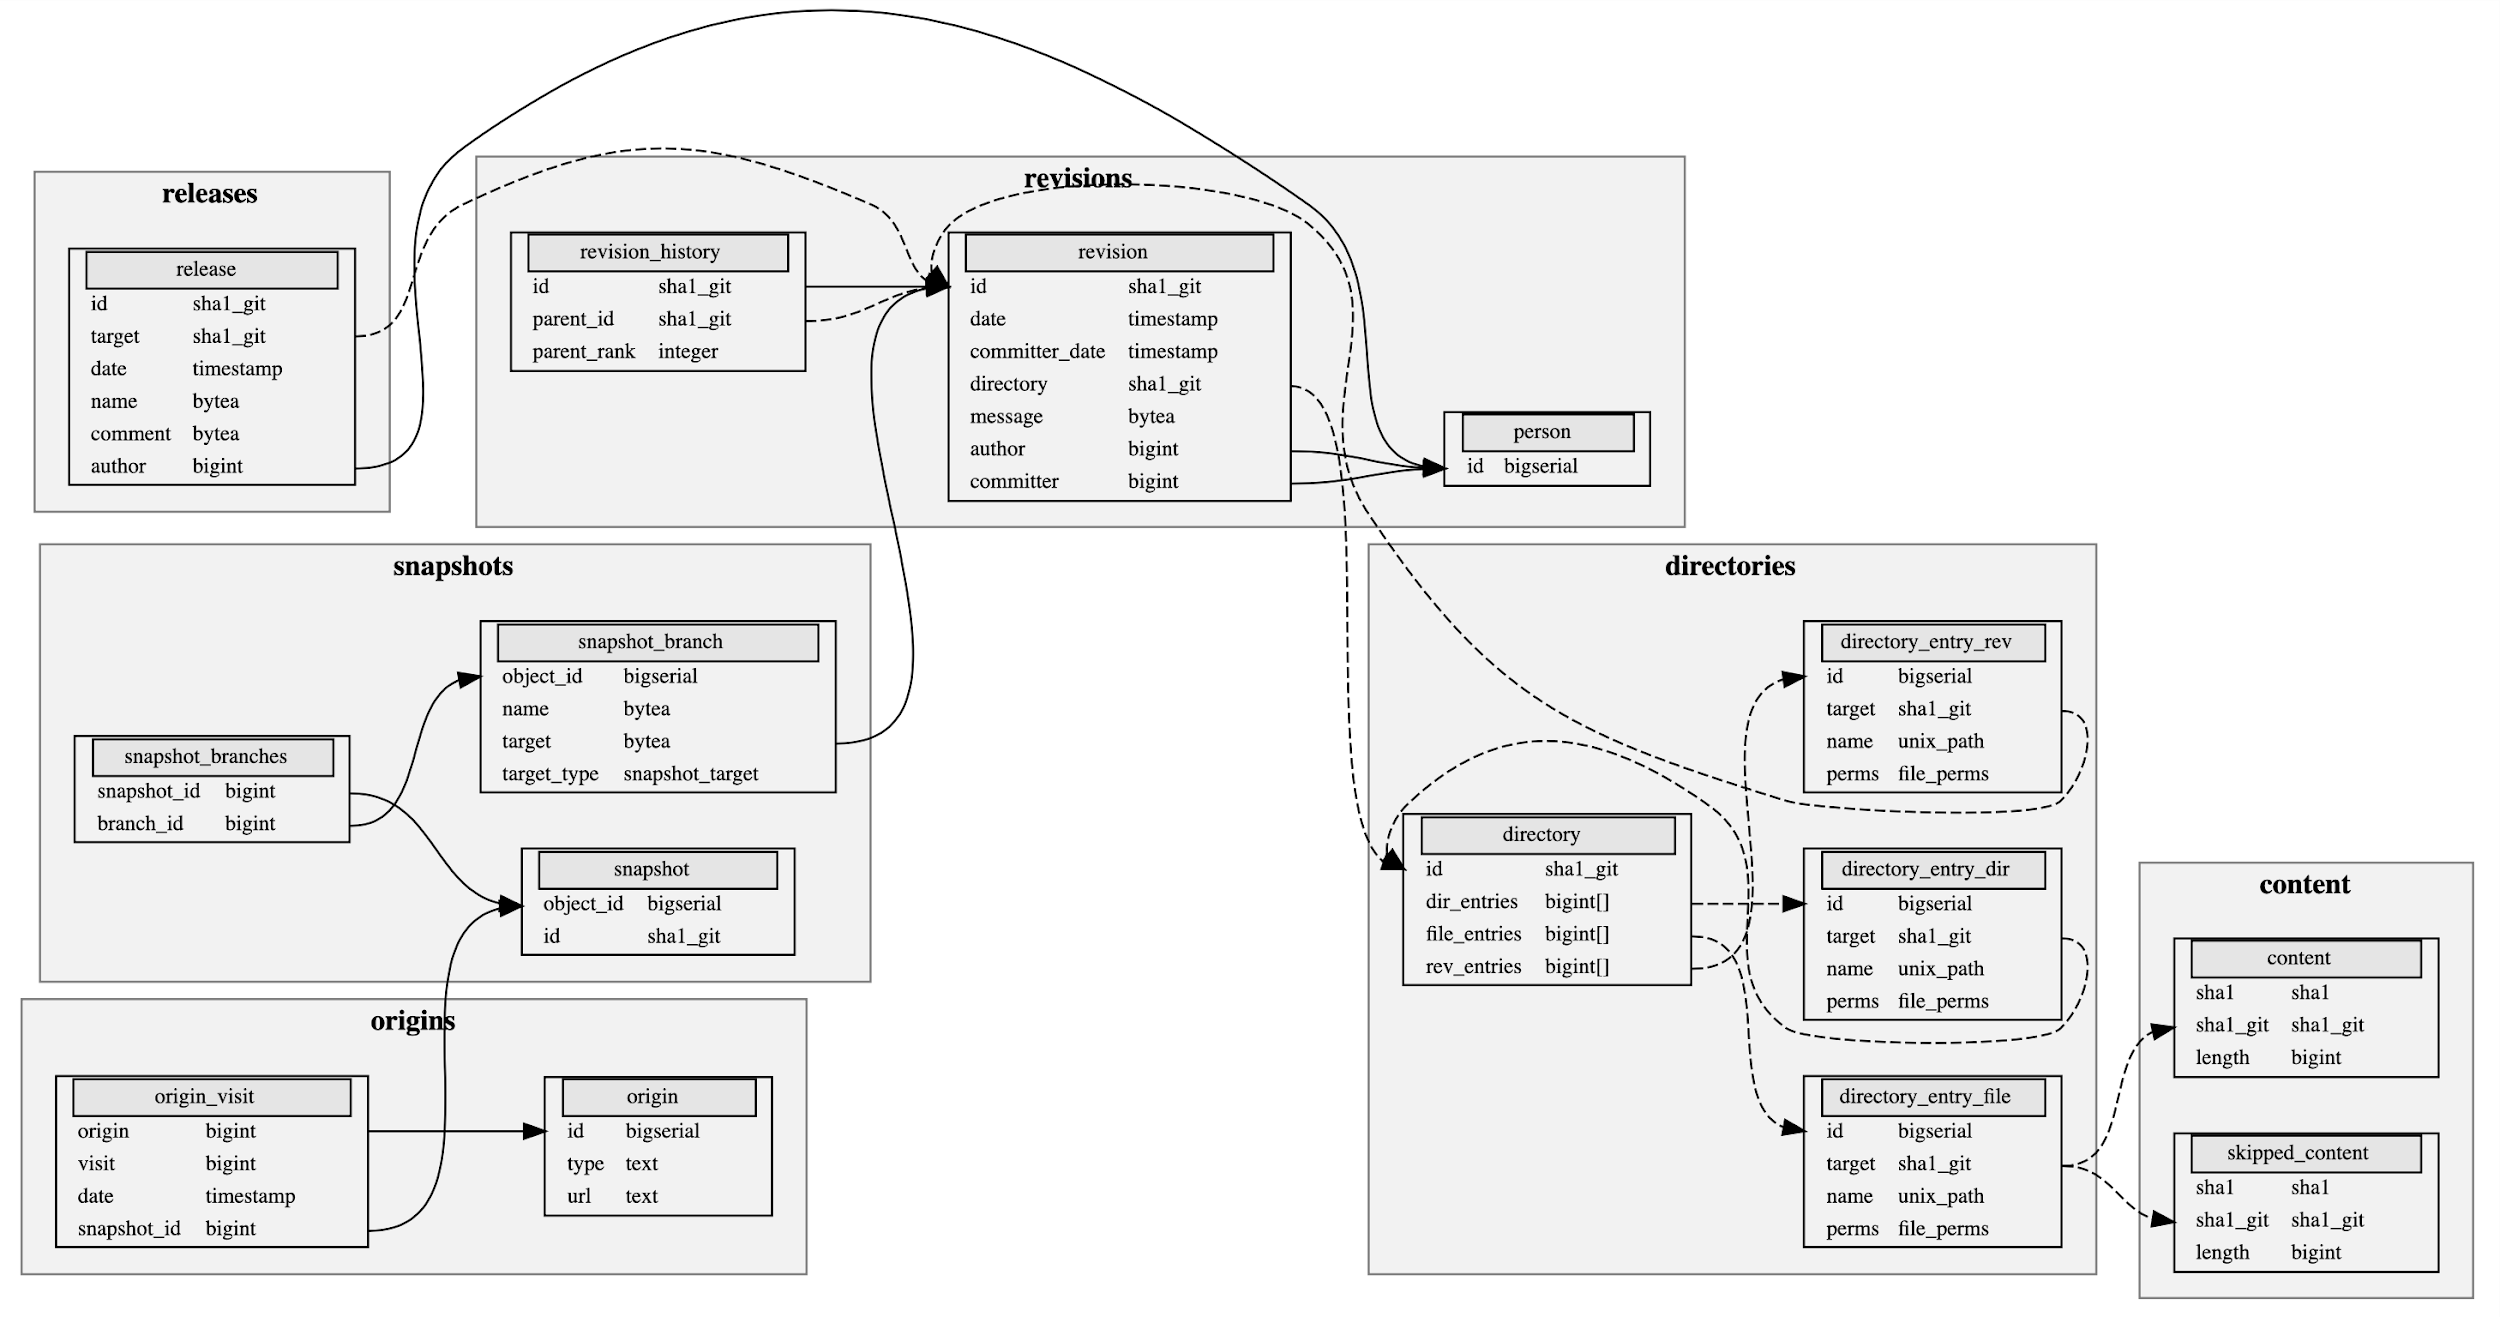 releases
release
id sha1_git
target sha1_git
date timestamp
name bytea
comment bytea
author bigint
revisions
revision_history
id sha1_git
parent_id sha1_git
parent_rank integer
revision
id sha1_git
date timestamp
committer_date timestamp
directory sha1_git
message bytea
author bigint
committer bigint
person
id bigserial
snapshots
snapshot_branches
snapshot_id bigint
branch_id bigint
snapshot_branch
object_id bigserial
name bytea
target bytea
target_type snapshot_target
snapshot
object_id bigserial
id sha1_git
origins
origin_visit
origin bigint
visit bigint
date timestamp
snapshot_id bigint
origin
id bigserial
type text
url text
directories
directory
id sha1_git
dir_entries bigint[]
file_entries bigint[]
rev_entries bigint[]
directory_entry_rev
id bigserial
target sha1_git
name unix_path
perms file_perms
directory_entry_dir
id bigserial
target sha1_git
name unix_path
perms file_perms
directory_entry_file
id bigserial
target sha1_git
name unix_path
perms file_perms
content
content
sha1 sha1
sha1_git sha1_git
length bigint
skipped_content
sha1 sha1
sha1_git sha1_git
length bigint